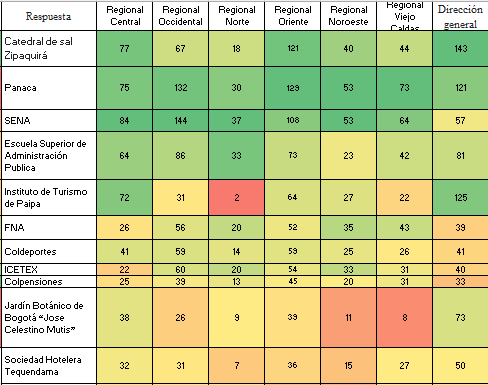 Respuesta Regional Central Regional Occidental Regional Norte Regional Oriente Regional Noroeste Regional Viejo Caldas Dirección general
Catedral de sal Zipaquirá 77 67 18 121 40 44 143
Panaca 75 132 30 129 53 73 121
SENA 84 144 37 108 53 64 57
Escuela Superior de Administración Publica 64 86 33 73 23 42 81
Instituto de Turismo de Paipa 72 31 2 64 27 22 125
FNA 26 56 20 52 35 43 39
Coldeportes 41 59 14 59 25 26 41
ICETEX 22 60 20 54 33 31 40
Colpensiones 25 39 13 45 20 31 33
Jardín Botánico de Bogotá “Jose Celestino Mutis” 38 26 9 39 11 8 73
Sociedad Hotelera Tequendama 32 31 7 36 15 27 50